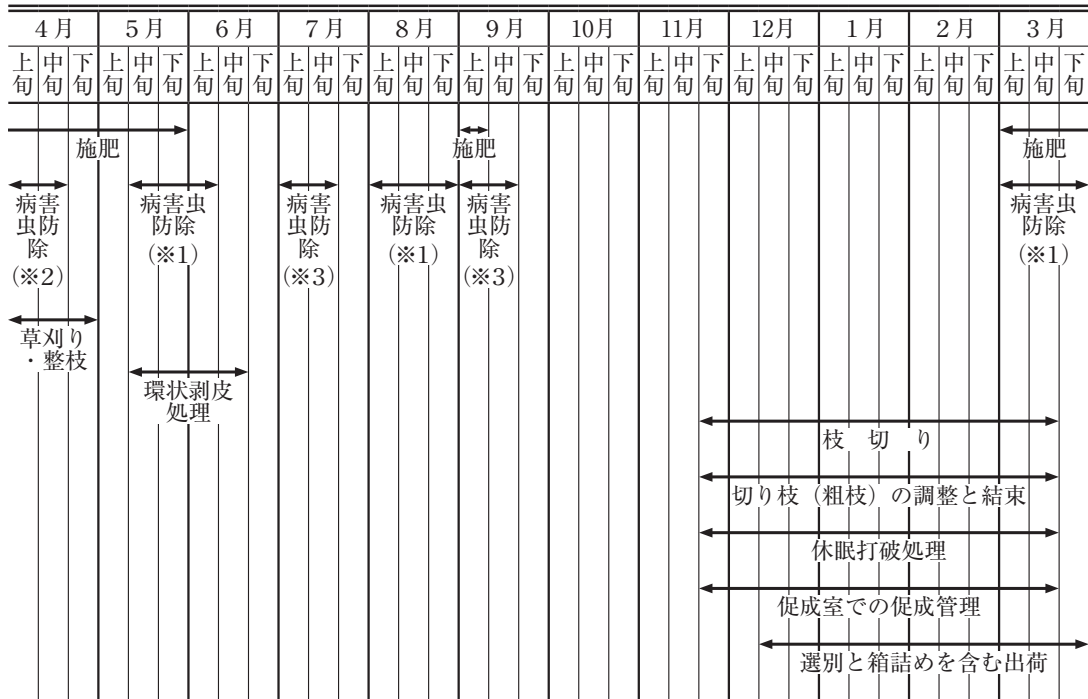 4月 5月 6月 7月 8月 9月 10月 11月 12月 1月 2月 3月
上旬 中旬 下旬 上旬 中旬 下旬 上旬 中旬 下旬 上旬 中旬 下旬 上旬 中旬 下旬 上旬 中旬 下旬 上旬 中旬 下旬 上旬 中旬 下旬 上旬 中旬 下旬 上旬 中旬 下旬 上旬 中旬 下旬 上旬 中旬 下旬
施肥 施肥 施肥
病害 病害虫 病害 病害虫 病害 病害虫
虫防 防除 虫防 防除 虫防 防除
除 (※1) 除 (※1) 除 (※1)
(※2) (※3) (※3)
草刈り
・整枝
環状剥皮
処理
枝切り
切り枝（粗枝）の調整と結束
休眠打破処理
促成室での促成管理
選別と箱詰めを含む出荷